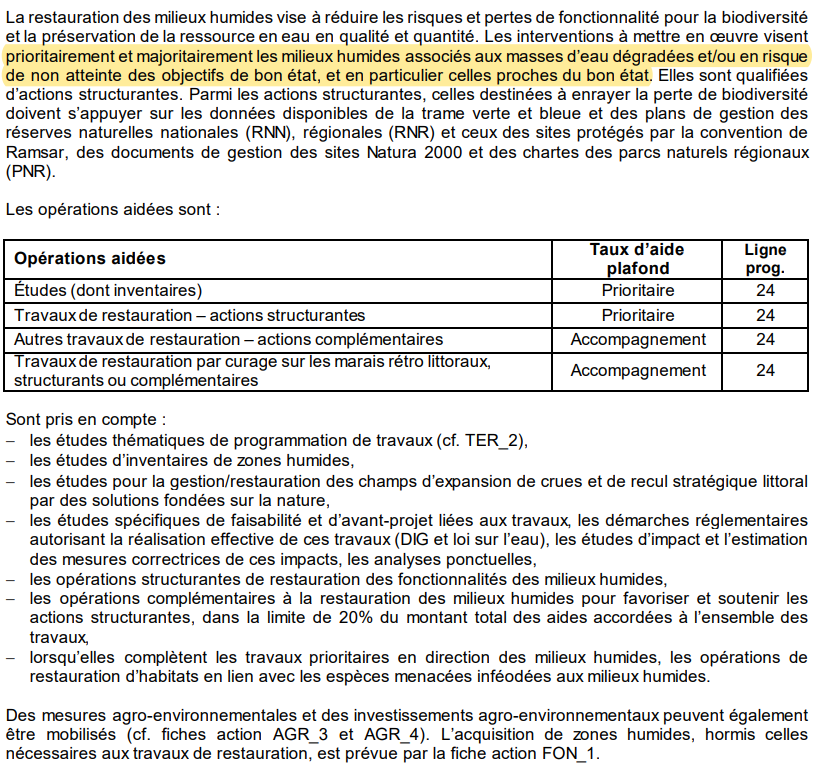 La restauration des milieux humides vise à réduire les risques et pertes de fonctionnalité pour la biodiversité
et la préservation de la ressource en eau en qualité et quantité. Les interventions à mettre en œuvre visent
prioritairement et majoritairement les milieux humides associés aux masses d’eau dégradées et/ou en risque
de non atteinte des objectifs de bon état, et en particulier celles proches du bon état. Elles sont qualifiées
d’actions structurantes. Parmi les actions structurantes, celles destinées à enrayer la perte de biodiversité
doivent s’appuyer sur les données disponibles de la trame verte et bleue et des plans de gestion des
réserves naturelles nationales (RNN), régionales (RNR) et ceux des sites protégés par la convention de
Ramsar, des documents de gestion des sites Natura 2000 et des chartes des parcs naturels régionaux
(PNR).
Les opérations aidées sont :
Opérations aidées Taux d’aide plafond Ligne prog.
Études (dont inventaires) Prioritaire 24
Travaux de restauration – actions structurantes Prioritaire 24
Autres travaux de restauration – actions complémentaires Accompagnement 24
Travaux de restauration par curage sur les marais rétro littoraux,
structurants ou complémentaires Accompagnement 24
Sont pris en compte :
– les études thématiques de programmation de travaux (cf. TER_2),
– les études d’inventaires de zones humides,
– les études pour la gestion/restauration des champs d’expansion de crues et de recul stratégique littoral
par des solutions fondées sur la nature,
– les études spécifiques de faisabilité et d’avant-projet liées aux travaux, les démarches réglementaires
autorisant la réalisation effective de ces travaux (DIG et loi sur l’eau), les études d’impact et l’estimation
des mesures correctrices de ces impacts, les analyses ponctuelles,
– les opérations structurantes de restauration des fonctionnalités des milieux humides,
– les opérations complémentaires à la restauration des milieux humides pour favoriser et soutenir les
actions structurantes, dans la limite de 20% du montant total des aides accordées à l’ensemble des
travaux,
– lorsqu’elles complètent les travaux prioritaires en direction des milieux humides, les opérations de
restauration d’habitats en lien avec les espèces menacées inféodées aux milieux humides.
Des mesures agro-environnementales et des investissements agro-environnementaux peuvent également
être mobilisés (cf. fiches action AGR_3 et AGR_4). L’acquisition de zones humides, hormis celles
nécessaires aux travaux de restauration, est prévue par la fiche action FON_1.